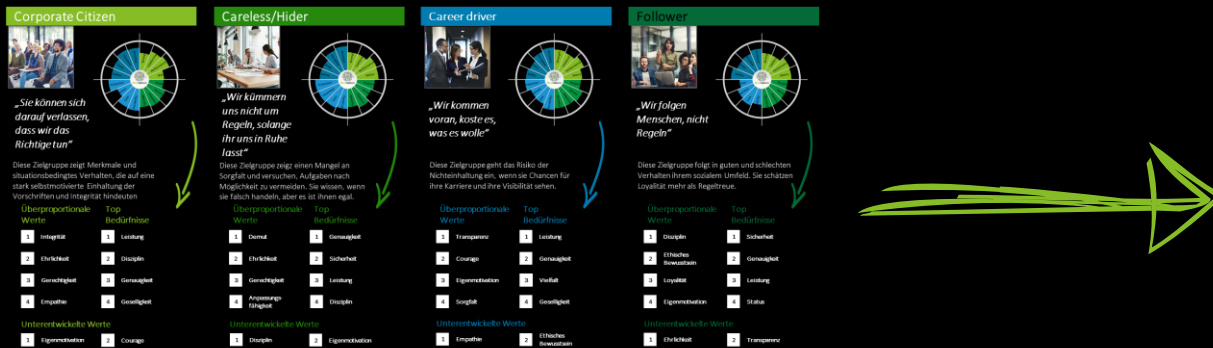 Corporate Citizen
„Sie können sich
darauf verlassen,
dass wir das
Richtige tun“
Diese Zielgruppe zeigt Merkmale und
situationsbedingtes Verhalten, die auf eine
stark selbstmotivierte Einhaltung der
Vorschriften und Integrität hindeuten
Überproportionale
Werte
Top
Bedürfnisse
1 Integrität
1 Leistung
2 Ehrlichkeit
2 Disziplin
3 Gerechtigkeit
3 Genauigkeit
4 Empathie
4 Geselligkeit
Unterentwickelte Werte
1 Eigenmotivation
2 Courage
Careless/Hider
„Wir kümmern
uns nicht um
Regeln, solange
ihr uns in Ruhe
lasst“
Diese Zielgruppe zeigz einen Mangel an
Sorgfalt und versuchen, Aufgaben nach
Möglichkeit zu vermeiden. Sie wissen, wenn
sie falsch handeln, aber es ist ihnen egal.
Überproportionale
Werte
Top
Bedürfnisse
1 Demut
1 Genauigkeit
2 Ehrlichkeit
2 Sicherheit
3 Gerechtigkeit
3 Leistung
4 Anpassungs-
fähigkeit
4 Disziplin
Unterentwickelte Werte
1 Disziplin
2 Eigenmotivation
Career driver
„Wir kommen
voran, koste es,
was es wolle“
Diese Zielgruppe geht das Risiko der
Nichteinhaltung ein, wenn sie Chancen für
ihre Karriere und ihre Visibilität sehen.
Überproportionale
Werte
Top
Bedürfnisse
1 Transparenz
1 Leistung
2 Courage
2 Genauigkeit
3 Eigenmotivation
3 Vielfalt
4 Sorgfalt
4 Geselligkeit
Unterentwickelte Werte
1 Empathie
2 Ethisches
Bewusstsein
Follower
„Wir folgen
Menschen, nicht
Regeln“
Diese Zielgruppe folgt in guten und schlechten
Verhalten ihrem sozialem Umfeld. Sie schätzen
Loyalität mehr als Regeltreue.
Überproportionale
Werte
Top
Bedürfnisse
1 Disziplin
1 Sicherheit
2 Ethisches
Bewusstsein
2 Genauigkeit
3 Loyalität
3 Leistung
4 Eigenmotivation
4 Status
Unterentwickelte Werte
1 Ehrlichkeit
2 Transparenz